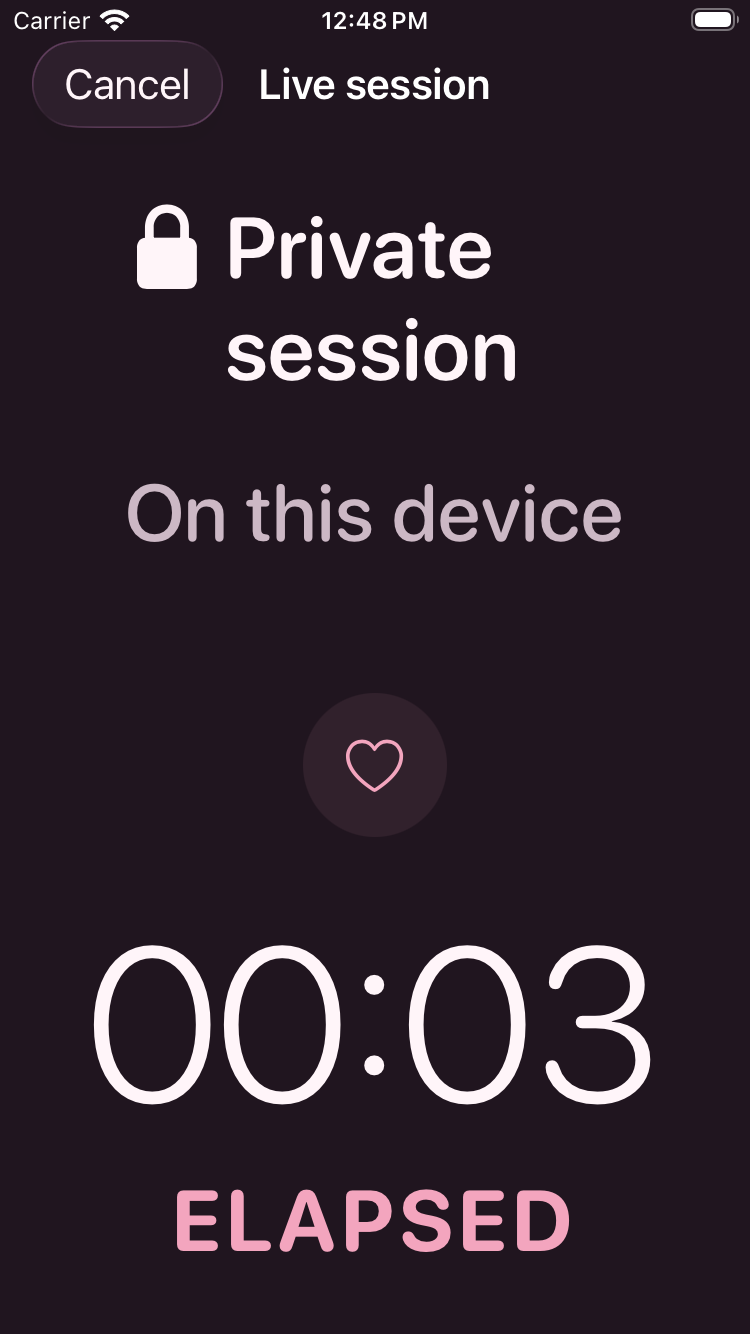 Carrier 12:48 PM
Cancel Live session
Private
session
On this device
00:03
ELAPSED